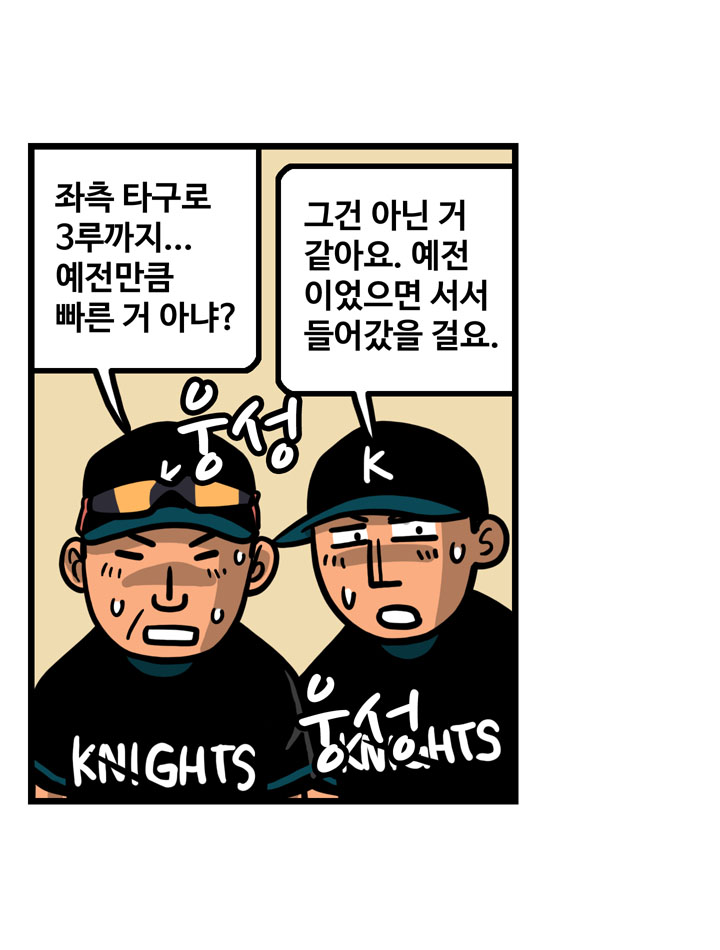 좌측 타구로
3루까지...
예전만큼
빠른 거 아냐?
그건 아닌 거
같아요. 예전
이었으면 서서
들어갔을 걸요.
웅성
K
KNIGHTS
웅성
KNIGHTS